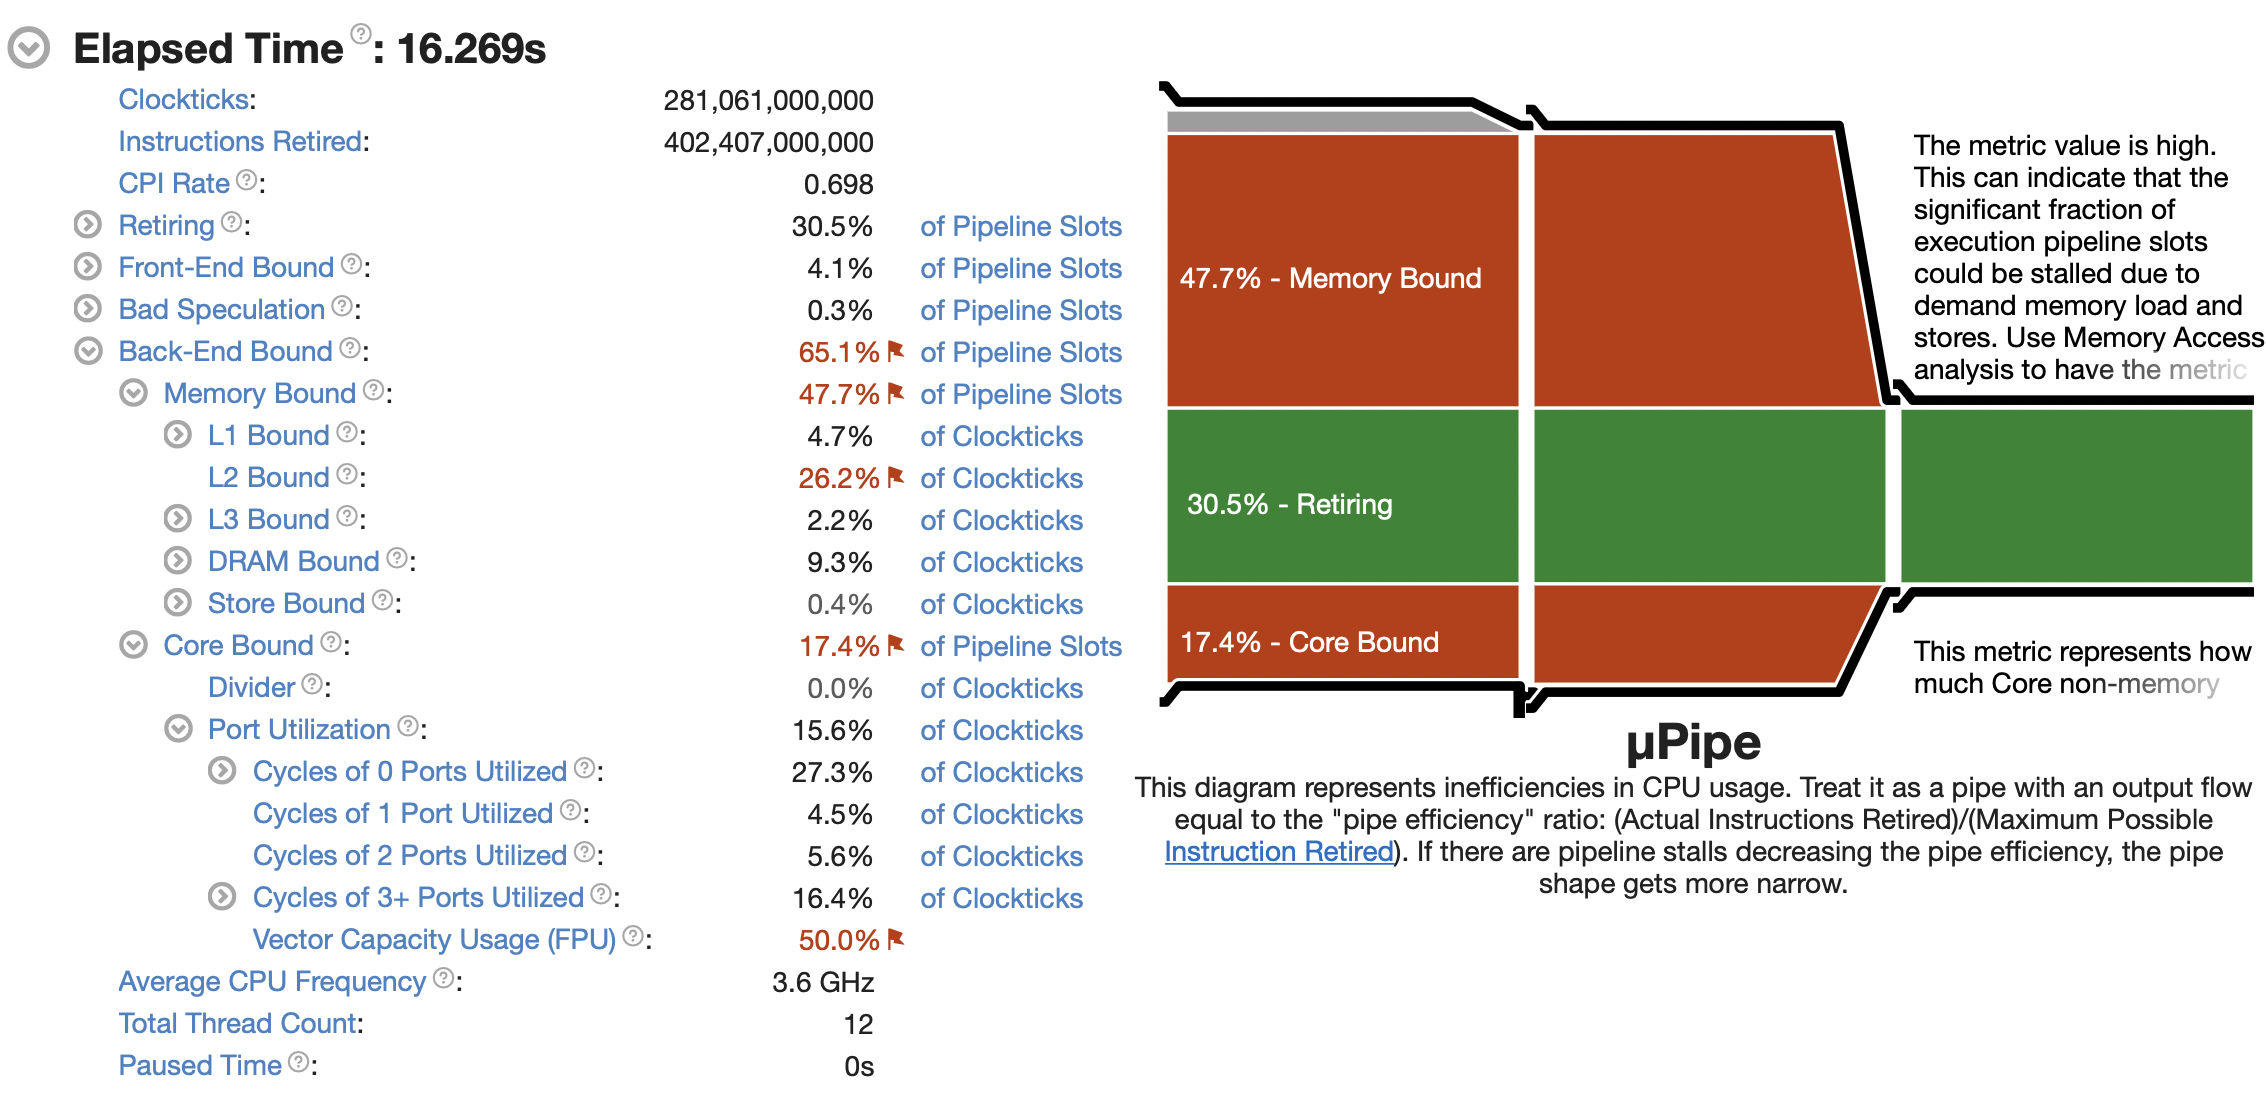 Elapsed Time ?: 16.269s
Clockticks: 281,061,000,000
Instructions Retired: 402,407,000,000
CPI Rate ?: 0.698
Retiring ?: 30.5% of Pipeline Slots
Front-End Bound ?: 4.1% of Pipeline Slots
Bad Speculation ?: 0.3% of Pipeline Slots
Back-End Bound ?: 65.1% of Pipeline Slots
Memory Bound ?: 47.7% of Pipeline Slots
L1 Bound ?: 4.7% of Clockticks
L2 Bound ?: 26.2% of Clockticks
L3 Bound ?: 2.2% of Clockticks
DRAM Bound ?: 9.3% of Clockticks
Store Bound ?: 0.4% of Clockticks
Core Bound ?: 17.4% of Pipeline Slots
Divider ?: 0.0% of Clockticks
Port Utilization ?: 15.6% of Clockticks
Cycles of 0 Ports Utilized ?: 27.3% of Clockticks
Cycles of 1 Port Utilized ?: 4.5% of Clockticks
Cycles of 2 Ports Utilized ?: 5.6% of Clockticks
Cycles of 3+ Ports Utilized ?: 16.4% of Clockticks
Vector Capacity Usage (FPU) ?: 50.0%
Average CPU Frequency ?: 3.6 GHz
Total Thread Count: 12
Paused Time ?: 0s
47.7% - Memory Bound
30.5% - Retiring
17.4% - Core Bound
The metric value is high.
This can indicate that the
significant fraction of
execution pipeline slots
could be stalled due to
demand memory load and
stores. Use Memory Access
analysis to have the metric
This metric represents how
much Core non-memory
µPipe
This diagram represents inefficiencies in CPU usage. Treat it as a pipe with an output flow
equal to the "pipe efficiency" ratio: (Actual Instructions Retired)/(Maximum Possible
Instruction Retired). If there are pipeline stalls decreasing the pipe efficiency, the pipe
shape gets more narrow.